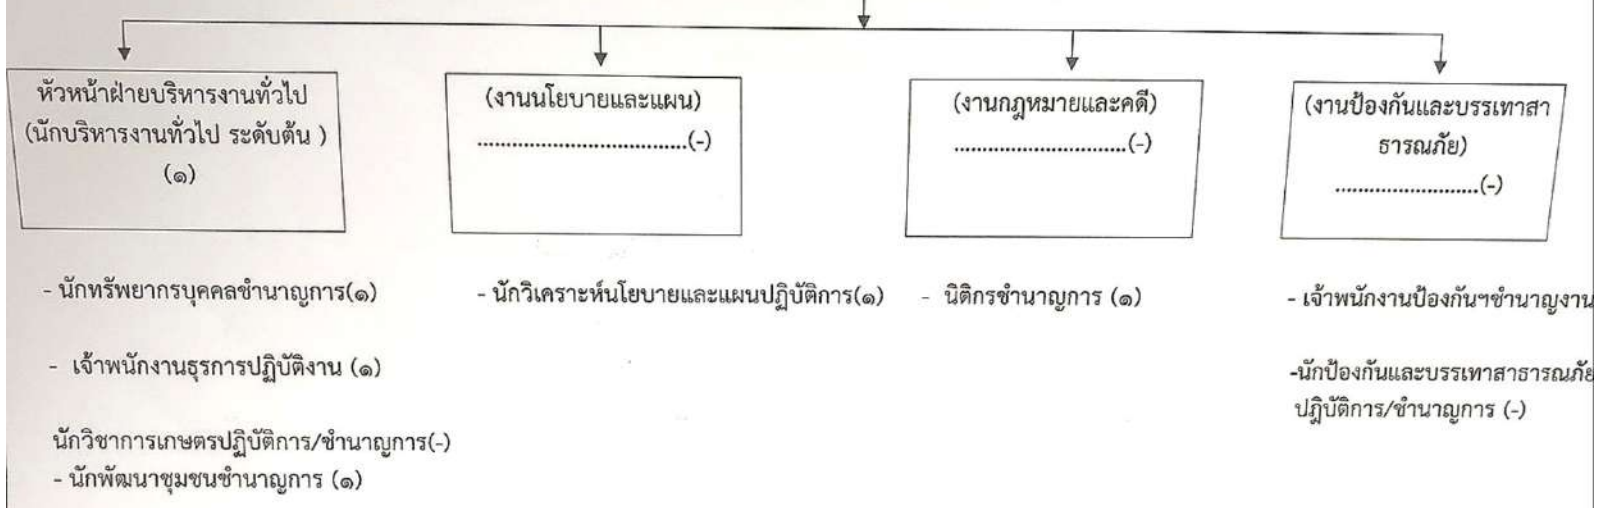 หัวหน้าฝ่ายบริหารงานทั่วไป
(นักบริหารงานทั่วไป ระดับต้น )
(๑)
(งานนโยบายและแผน)
.....................................(-)
(งานกฎหมายและคดี)
..............................(-)
(งานป้องกันและบรรเทาสา
ธารณภัย)
.........................(-)
- นักทรัพยากรบุคคลชำนาญการ(๑)
- เจ้าพนักงานธุรการปฏิบัติงาน (๑)
นักวิชาการเกษตรปฏิบัติการ/ชำนาญการ(-)
- นักพัฒนาชุมชนชำนาญการ (๑)
- นักวิเคราะห์นโยบายและแผนปฏิบัติการ(๑)
- นิติกรชำนาญการ (๑)
- เจ้าพนักงานป้องกันฯชำนาญงาน
-นักป้องกันและบรรเทาสาธารณภัย
ปฎิบัติการ/ชำนาญการ (-)